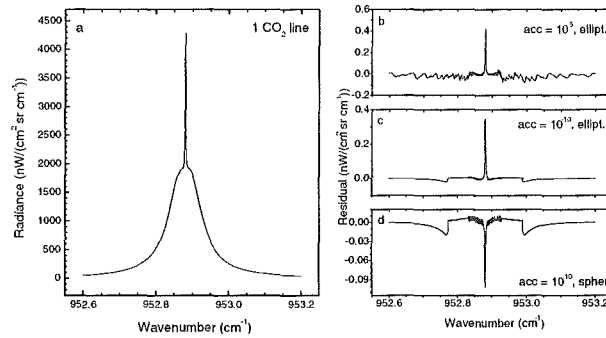 a
1 CO2 line
4500
4000
3500
3000
2500
2000
1500
1000
500
0
Radiance (nW/(cm2 sr cm-1))
952.6 952.8 953.0 953.2
Wavenumber (cm-1)
b
acc = 10-5, ellipt.
0.6
0.4
0.2
0.0
-0.2
c
acc = 10-10, ellipt.
0.4
0.2
0.0
d
acc = 10-10, spher.
0.00
-0.03
-0.06
-0.09
Residual (nW/(cm2 sr cm-1))
952.6 952.8 953.0 953.2
Wavenumber (cm-1)